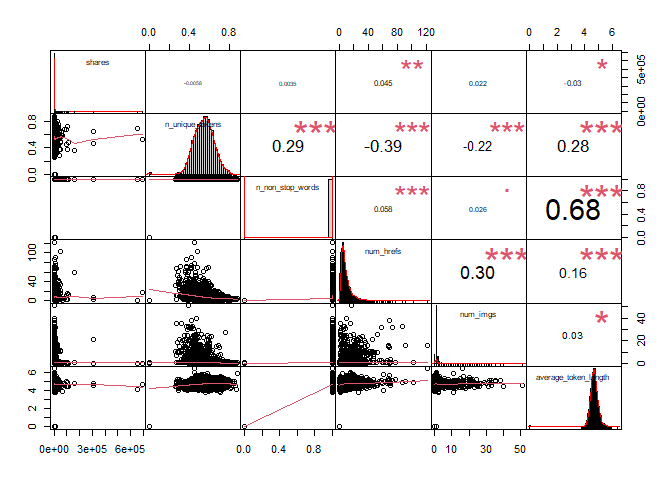 0.0 0.4 0.8 0 40 80 120 0 2 4 6
shares
-0.0056
0.0035
0.045
**
0.022
-0.03
*
0e+00 5e+05
0.0 0.4 0.8
n_unique_tokens
0.29
***
-0.39
***
-0.22
***
0.28
***
n_non_stop_words
0.058
***
0.026
.
0.68
***
0.0 0.4 0.8
0 40 100
num_hrefs
0.30
***
0.16
***
num_imgs
0.03
*
0 20 40
0 2 4 6
average_token_length
0e+00 3e+05 6e+05 0.0 0.4 0.8 0 10 30 50